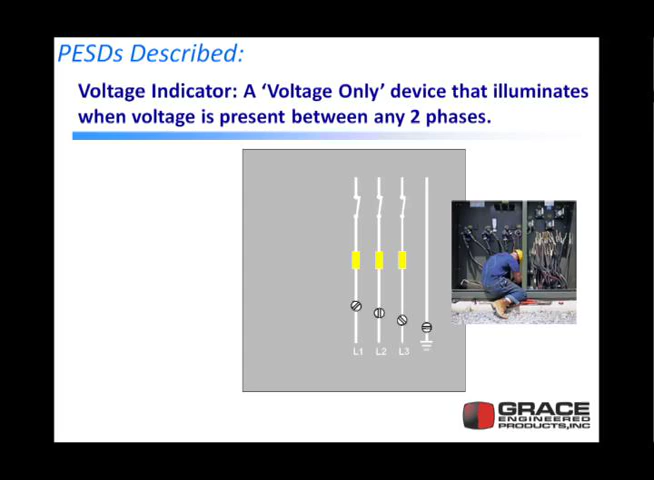 PESDs Described:
Voltage Indicator: A ‘Voltage Only’ device that illuminates
when voltage is present between any 2 phases.
L1 L2 L3
GRACE
ENGINEERED
PRODUCTS,INC